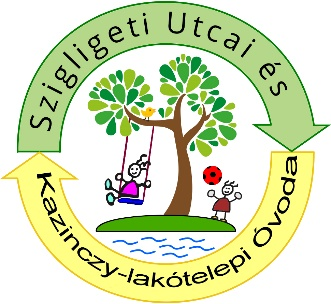 Szigligeti Utcai és
Kazinczy-lakótelepi Óvoda